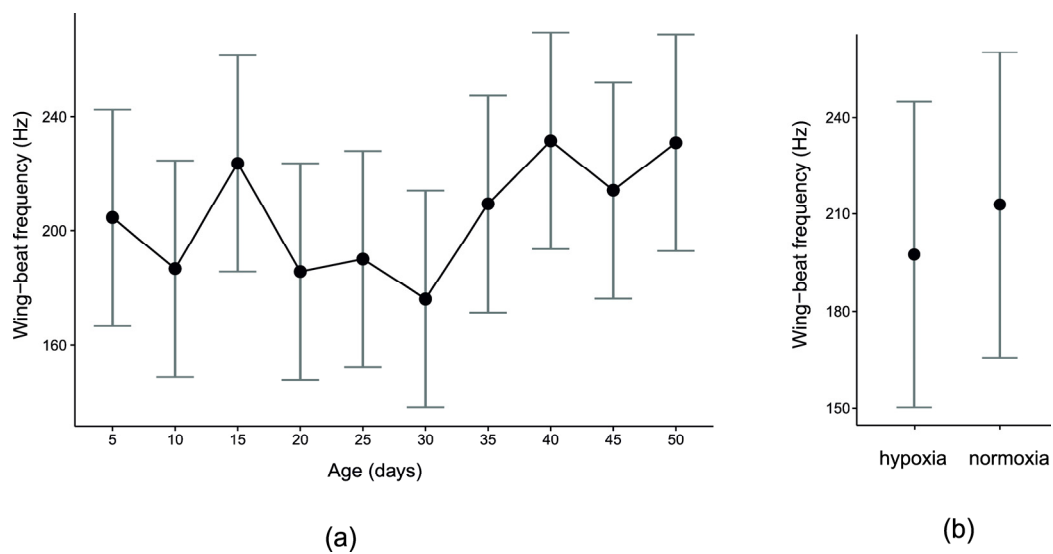 Wing−beat frequency (Hz)
240
200
160
5 10 15 20 25 30 35 40 45 50
Age (days)
(a)
Wing−beat frequency (Hz)
240
210
180
150
hypoxia normoxia
(b)